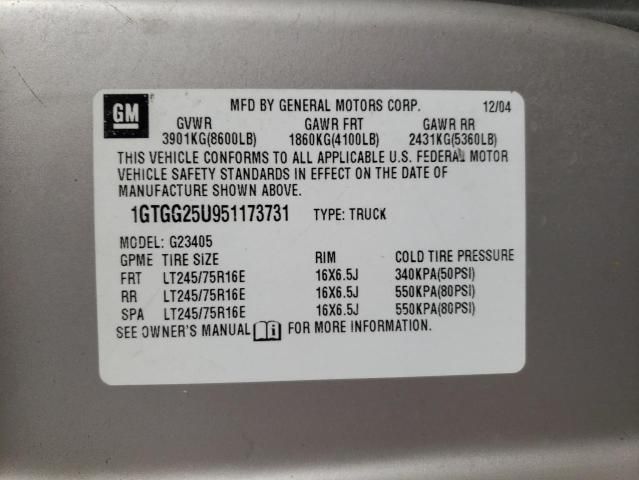 GM
MFD BY GENERAL MOTORS CORP. 12/04
GVWR GAWR FRT GAWR RR
3901KG(8600LB) 1860KG(4100LB) 2431KG(5360LB)
THIS VEHICLE CONFORMS TO ALL APPLICABLE U.S. FEDERAL MOTOR
VEHICLE SAFETY STANDARDS IN EFFECT ON THE DATE OF
MANUFACTURE SHOWN ABOVE.
1GTGG25U951173731 TYPE: TRUCK
MODEL: G23405
GPME TIRE SIZE RIM COLD TIRE PRESSURE
FRT LT245/75R16E 16X6.5J 340KPA(50PSI)
RR LT245/75R16E 16X6.5J 550KPA(80PSI)
SPA LT245/75R16E 16X6.5J 550KPA(80PSI)
SEE OWNER'S MANUAL FOR MORE INFORMATION.